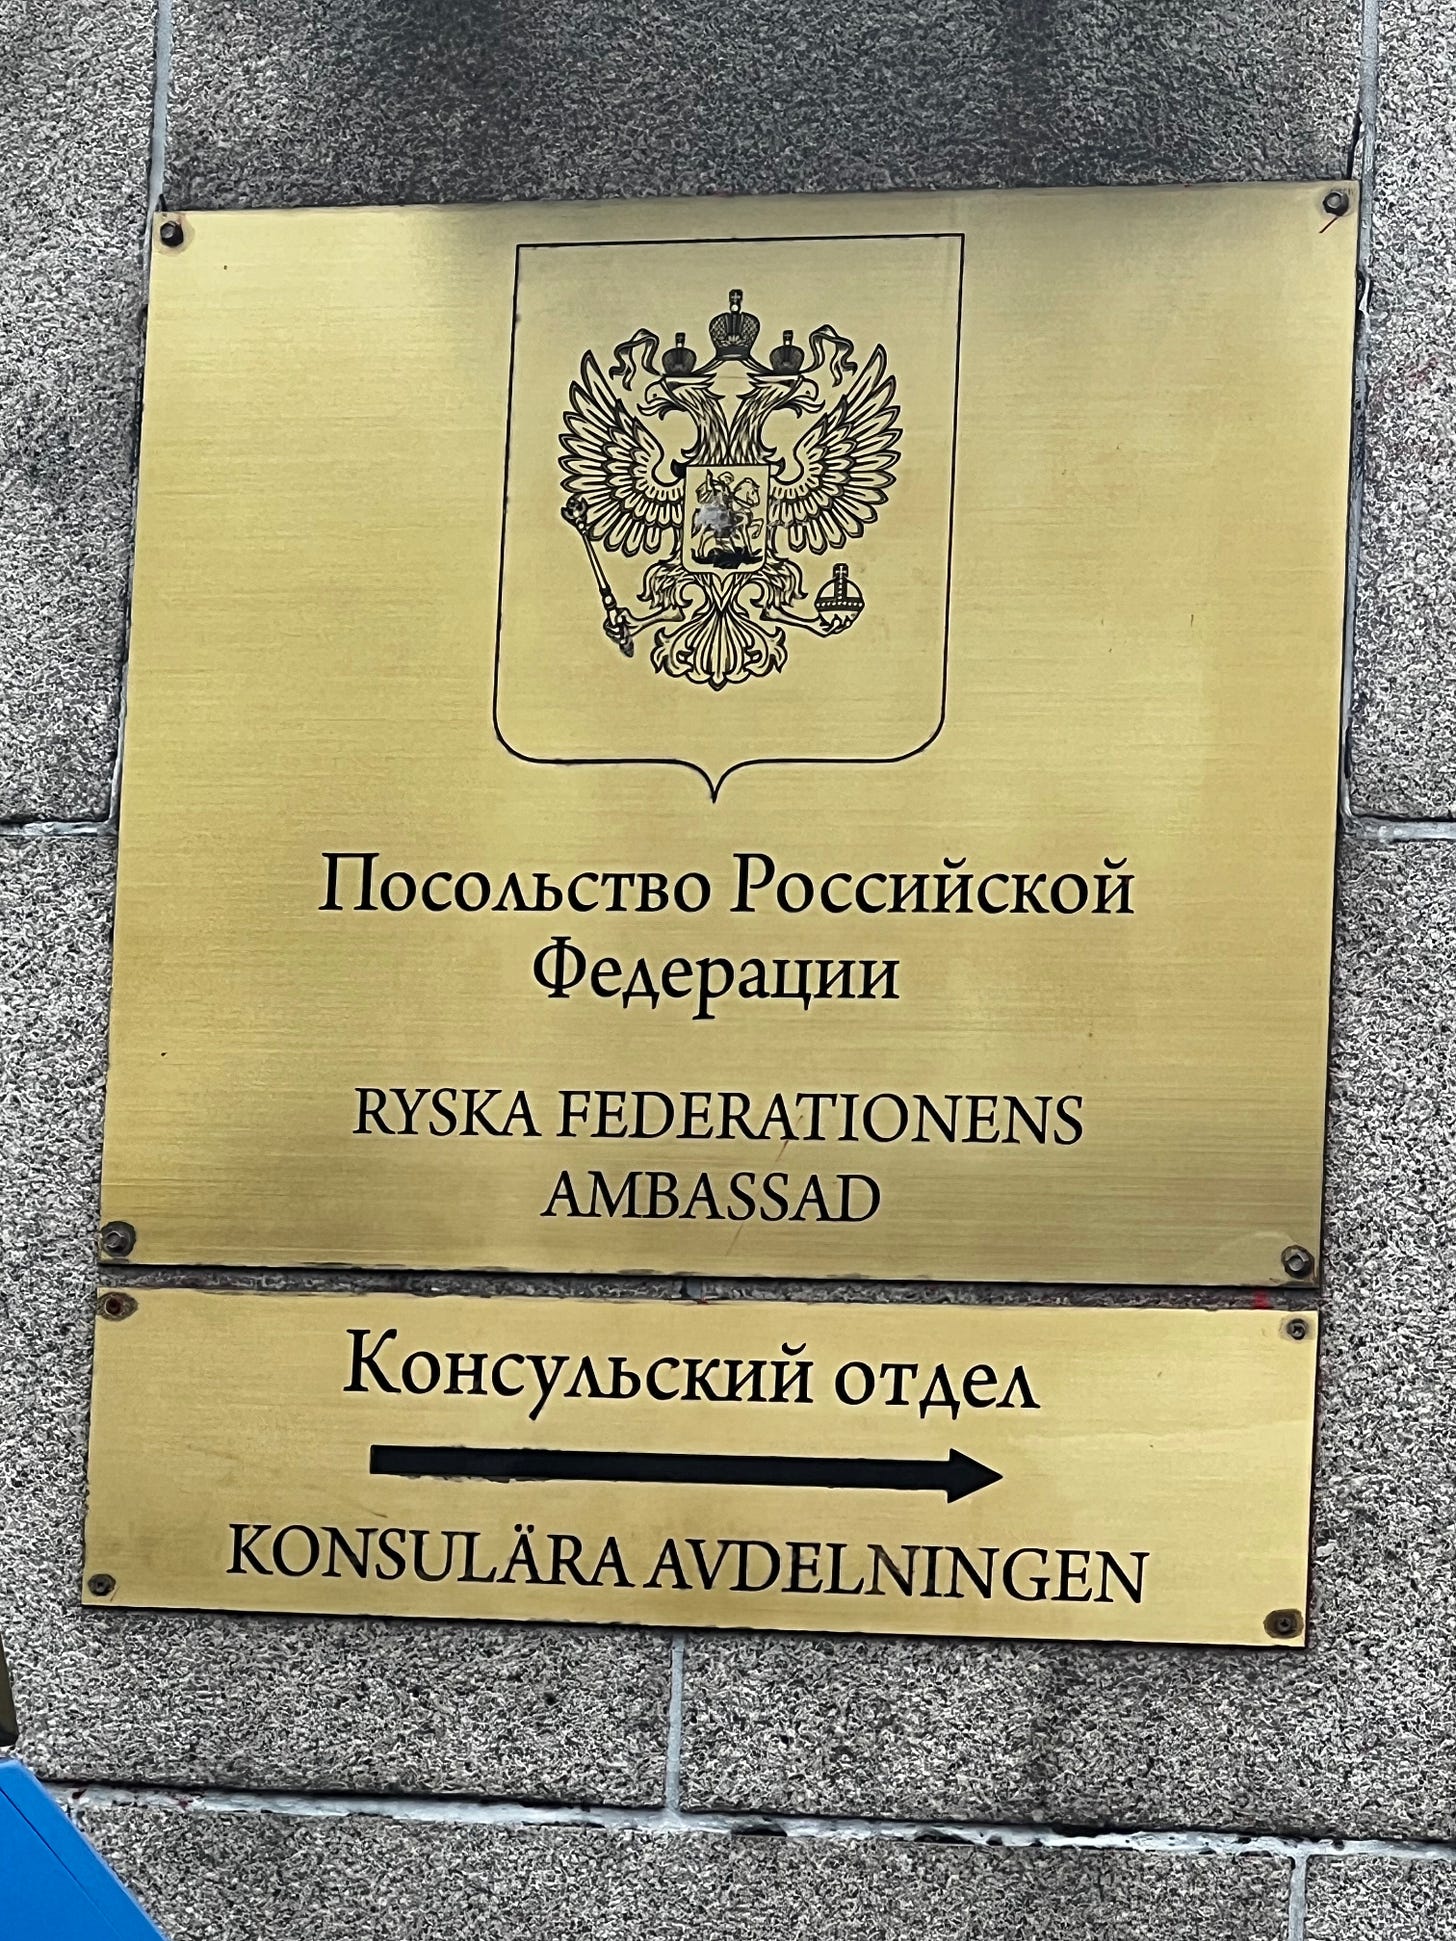 Посольство Российской
Федерации
RYSKA FEDERATIONENS
AMBASSAD
Консульский отдел
KONSULÄRA AVDELNINGEN